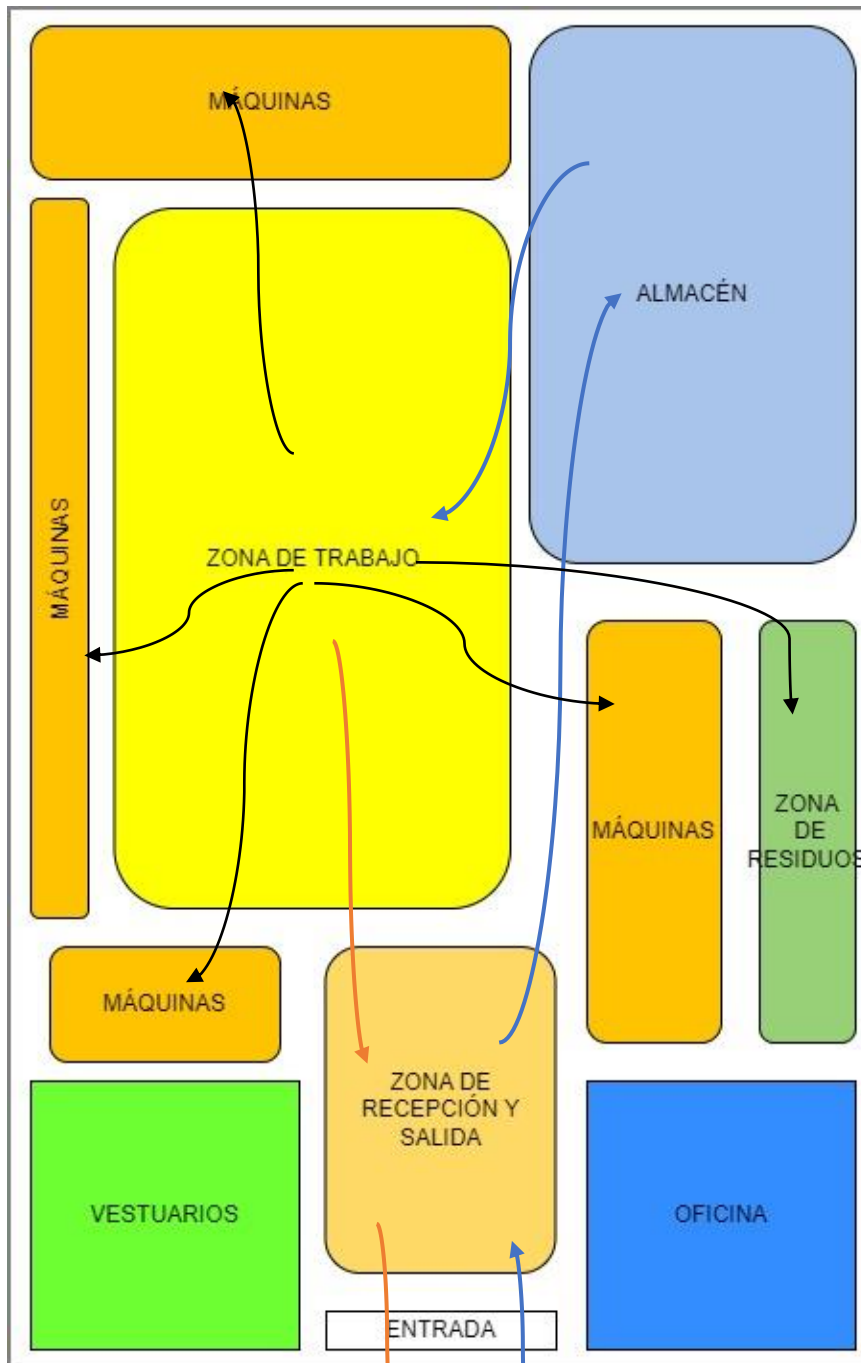 MÁQUINAS
ALMACÉN
MÁQUINAS
ZONA DE TRABAJO
MÁQUINAS
ZONA
DE
RESIDUOS
MÁQUINAS
ZONA DE
RECEPCIÓN Y
SALIDA
VESTUARIOS
OFICINA
ENTRADA